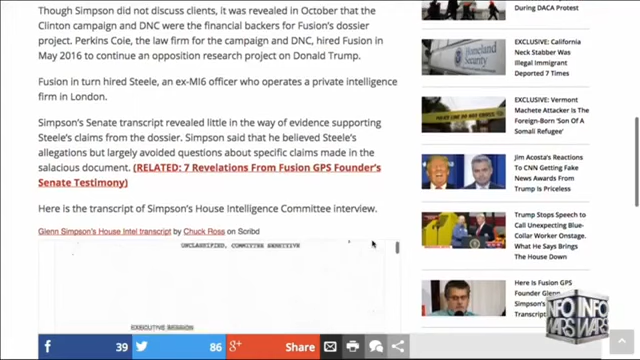 Though Simpson did not discuss clients, it was revealed in October that the
Clinton campaign and DNC were the financial backers for Fusion's dossier
project. Perkins Coie, the law firm for the campaign and DNC, hired Fusion in
May 2016 to continue an opposition research project on Donald Trump.
Fusion in turn hired Steele, an ex-MI6 officer who operates a private intelligence
firm in London.
Simpson's Senate transcript revealed little in the way of evidence supporting
Steele's claims from the dossier. Simpson said that he believed Steele's
allegations but largely avoided questions about specific claims made in the
salacious document. (RELATED: 7 Revelations From Fusion GPS Founder's
Senate Testimony)
Here is the transcript of Simpson's House Intelligence Committee interview.
Glenn Simpson's House Intel transcript by Chuck Ross on Scribd
UNCLASSIFIED, COMMITTEE SENSITIVE
EXECUTIVE SESSION
39
86
Share
During DACA Protest
EXCLUSIVE: California
Neck Stabber Was
Illegal Immigrant
Deported 7 Times
Homeland
Security
EXCLUSIVE: Vermont
Machete Attacker Is The
Foreign-Born 'Son Of A
Somali Refugee'
Jim Acosta's Reactions
To CNN Getting Fake
News Awards From
Trump Is Priceless
Trump Stops Speech to
Call Unexpecting Blue-
Collar Worker Onstage.
What He Says Brings
The House Down
Here Is Fusion GPS
Founder Glenn
Simpson's
Transcript
INFO
WARS
INFO
WARS